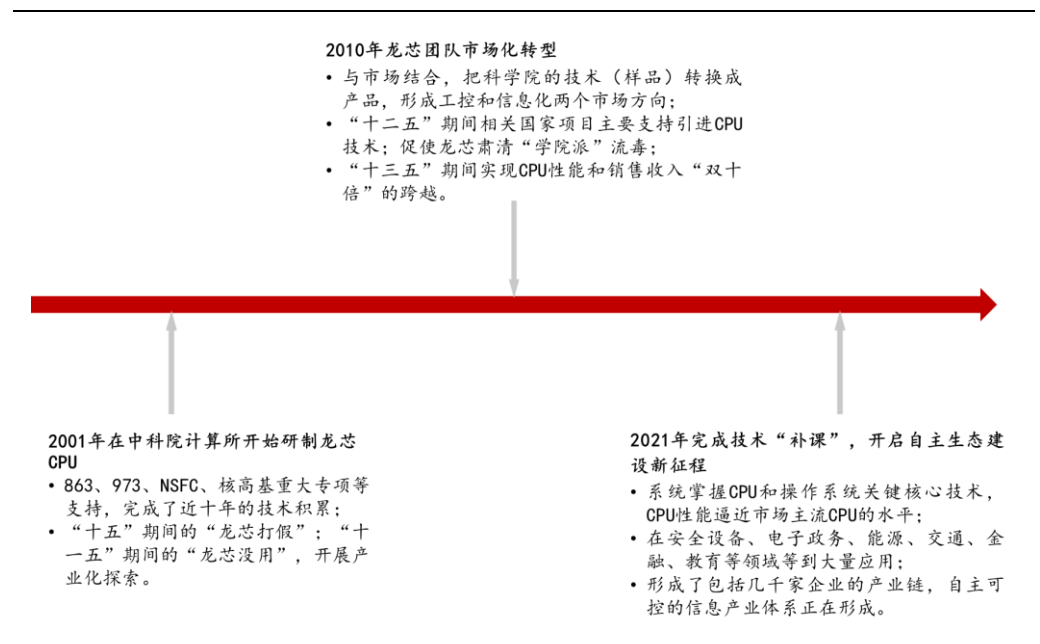 2010年龙芯团队市场化转型
• 与市场结合，把科学院的技术（样品）转换成
产品，形成工控和信息化两个市场方向；
• “十二五”期间相关国家项目主要支持引进CPU
技术；促使龙芯肃清“学院派”流毒；
• “十三五”期间实现CPU性能和销售收入“双十
倍”的跨越。
2001年在中科院计算所开始研制龙芯
CPU
• 863、973、NSFC、核高基重大专项等
支持，完成了近十年的技术积累；
• “十五”期间的“龙芯打假”；“十
一五”期间的“龙芯没用”，开展产
业化探索。
2021年完成技术“补课”，开启自主生态建
设新征程
• 系统掌握CPU和操作系统关键核心技术，
CPU性能逼近市场主流CPU的水平；
• 在安全设备、电子政务、能源、交通、金
融、教育等领域等到大量应用；
• 形成了包括几千家企业的产业链，自主可
控的信息产业体系正在形成。